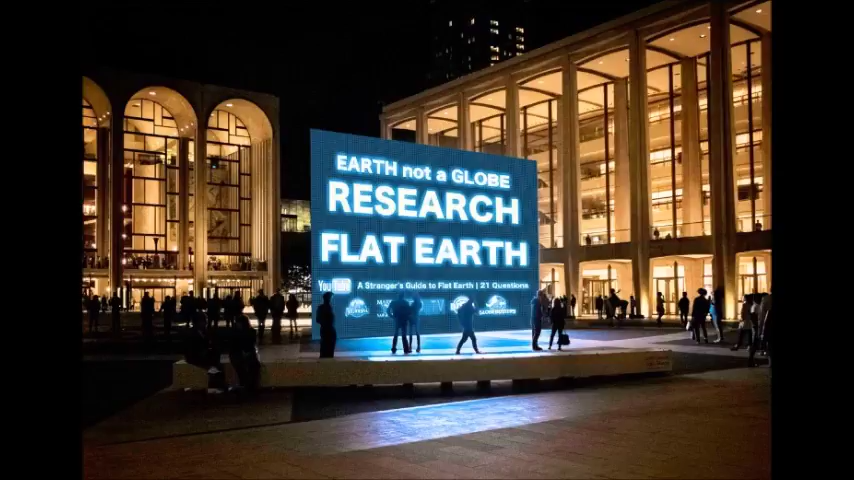 EARTH not a GLOBE
RESEARCH
FLAT EARTH
YouTube A Stranger's Guide to Flat Earth | 21 Questions